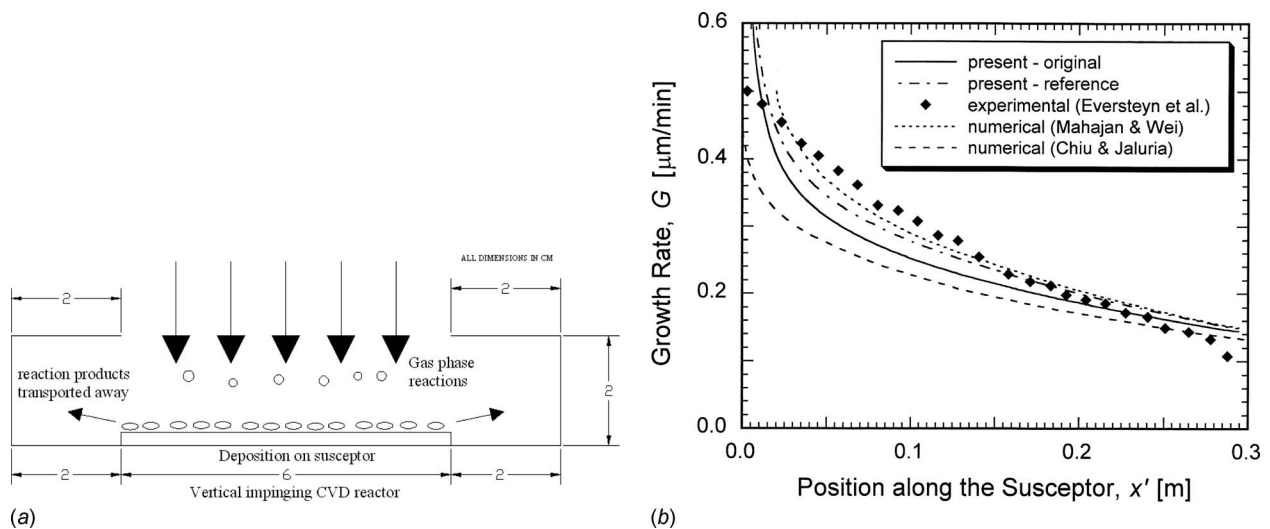 ALL DIMENSIONS IN CM
2
2
reaction products
transported away
Gas phase
reactions
2
Deposition on susceptor
2
6
2
Vertical impinging CVD reactor
(a)
0.6
0.4
0.2
0.0
Growth Rate, G [μm/min]
present - original
present - reference
experimental (Eversteyn et al.)
numerical (Mahajan & Wei)
numerical (Chiu & Jaluria)
0.0
0.1
0.2
0.3
Position along the Susceptor, x′ [m]
(b)